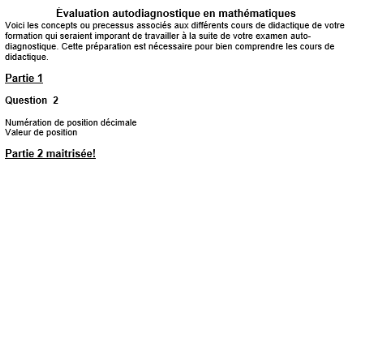 Évaluation autodiagnostique en mathématiques
Voici les concepts ou precessus associés aux différents cours de didactique de votre
formation qui seraient imporant de travailler à la suite de votre examen auto-
diagnostique. Cette préparation est nécessaire pour bien comprendre les cours de
didactique.
Partie 1
Question 2
Numération de position décimale
Valeur de position
Partie 2 maitrisée!